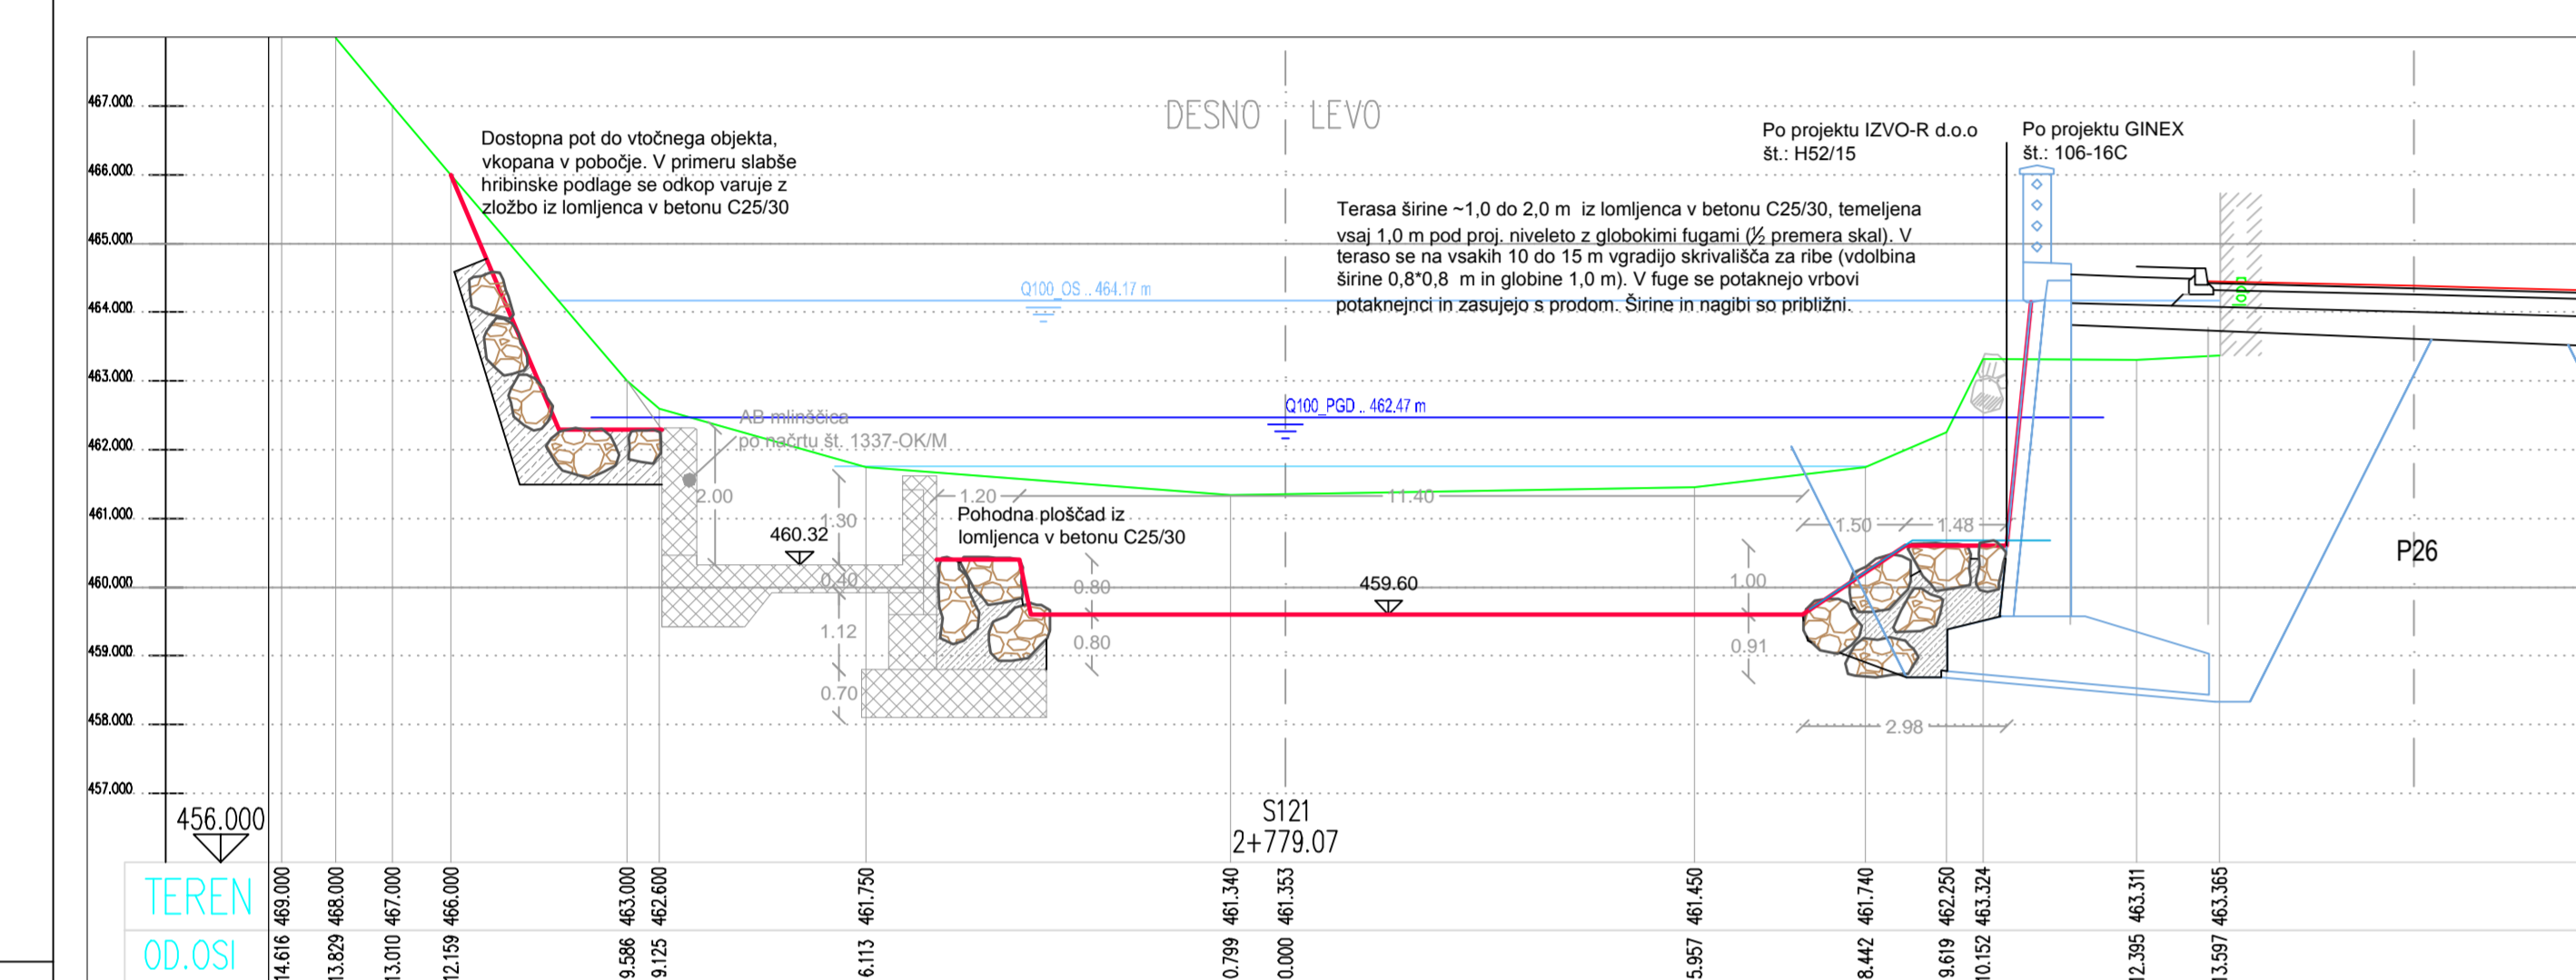 467.000
466.000
465.000
464.000
463.000
462.000
461.000
460.000
459.000
458.000
457.000
456.000
Dostopna pot do vtočnega objekta,
vkopana v pobočje. V primeru slabše
hribinske podlage se odkop varuje z
zložbo iz lomljenca v betonu C25/30
DESNO
LEVO
Po projektu IZVO-R d.o.o
št.: H52/15
Po projektu GINEX
št.: 106-16C
Terasa širine ~1,0 do 2,0 m iz lomljenca v betonu C25/30, temeljena
vsaj 1,0 m pod proj. niveleto z globokimi fugami (½ premera skal). V
teraso se na vsakih 10 do 15 m vgradijo skrivališča za ribe (vdolbina
širine 0,8*0,8 m in globine 1,0 m). V fuge se potaknejo vrbovi
potaknejnci in zasujejo s prodom. Širine in nagibi so približni.
Q100_OS .. 464.17 m
Q100_PGD .. 462.47 m
AB mlinščica
po načrtu št. 1337-OK/M
2.00
1.30
460.32
0.40
1.12
0.70
1.20
11.40
Pohodna ploščad iz
lomljenca v betonu C25/30
0.80
0.80
459.60
1.50
1.48
1.00
0.91
2.98
P26
S121
2+779.07
TEREN
469.000
468.000
467.000
466.000
463.000
462.600
461.750
461.340
461.353
461.450
461.740
462.250
463.324
463.311
463.365
OD.OSI
14.616
13.829
13.010
12.159
9.586
9.125
6.113
0.799
0.000
5.957
8.442
9.619
10.152
12.395
13.597